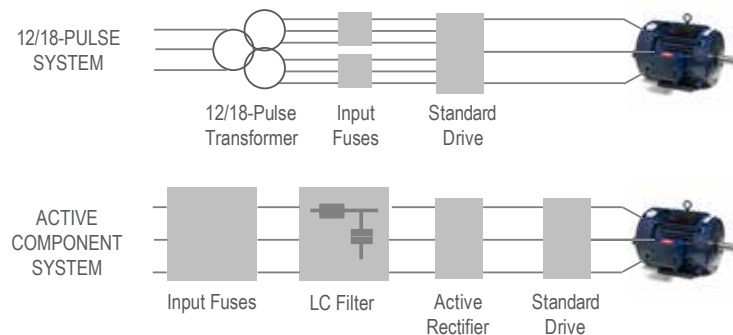 12/18-PULSE
SYSTEM
12/18-Pulse
Transformer
Input
Fuses
Standard
Drive
ACTIVE
COMPONENT
SYSTEM
Input Fuses
LC Filter
Active
Rectifier
Standard
Drive